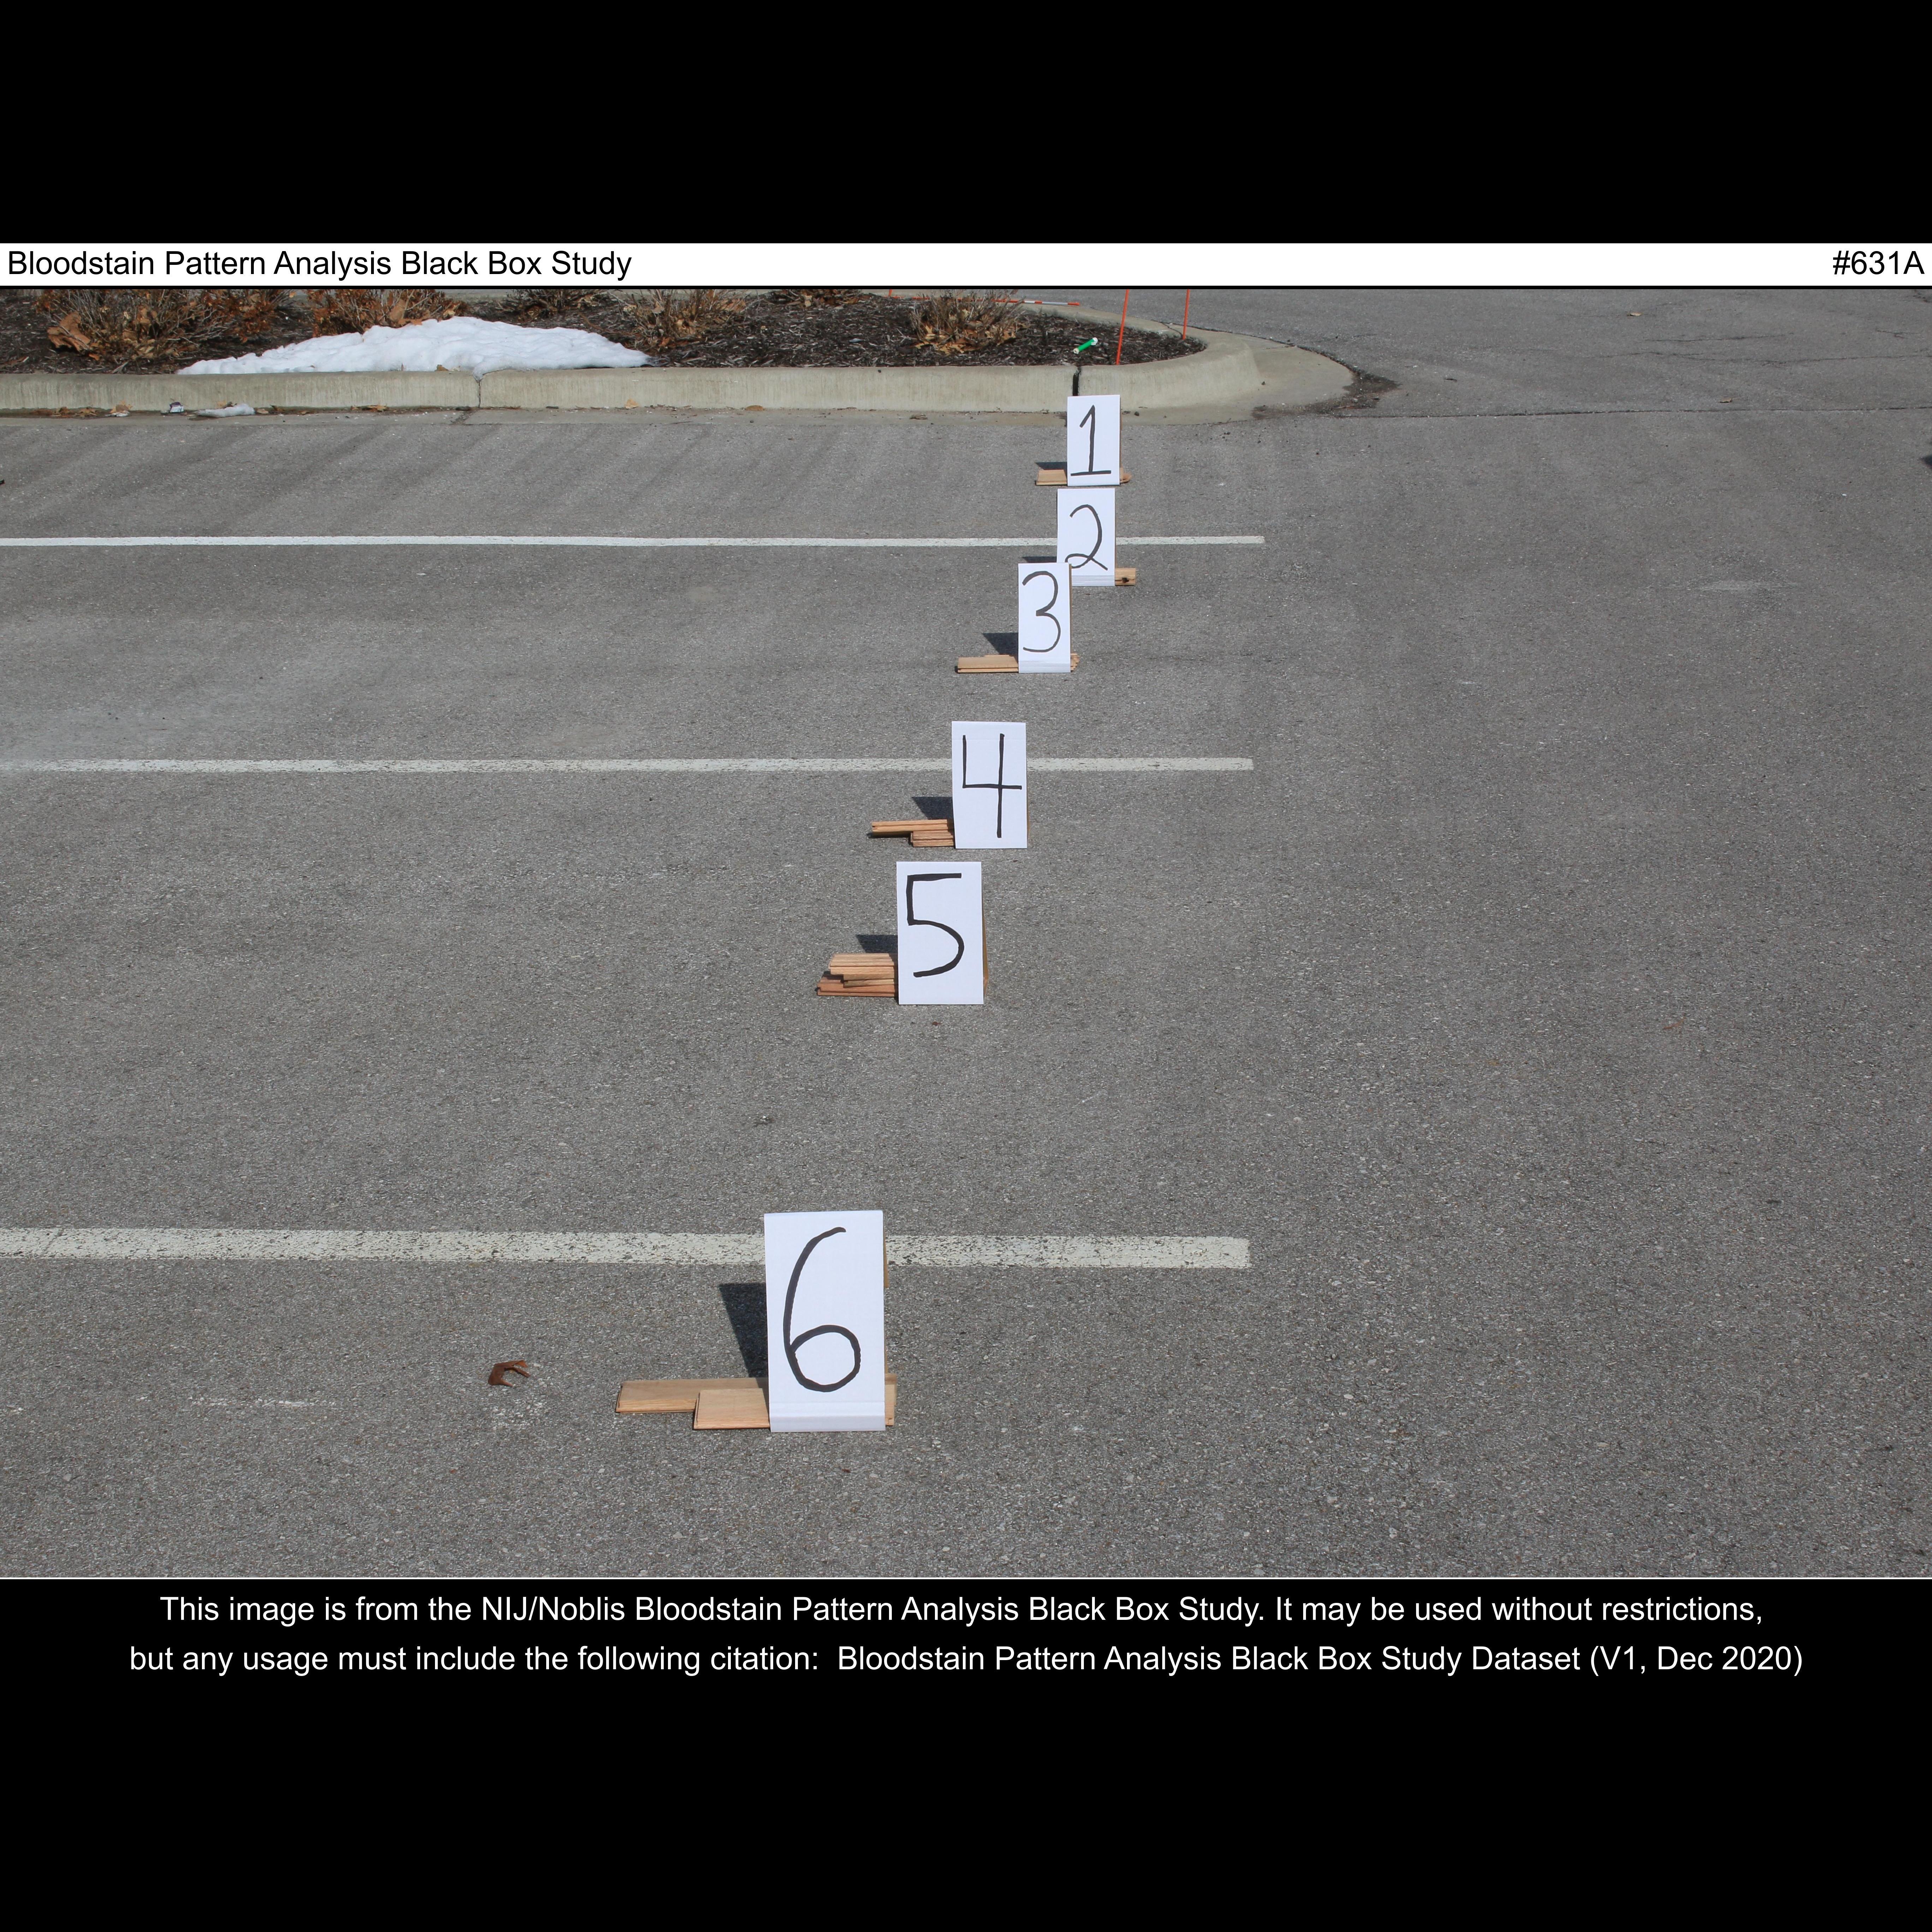 Bloodstain Pattern Analysis Black Box Study #631A
1
2
3
4
5
6
This image is from the NIJ/Noblis Bloodstain Pattern Analysis Black Box Study. It may be used without restrictions,
but any usage must include the following citation:  Bloodstain Pattern Analysis Black Box Study Dataset (V1, Dec 2020)